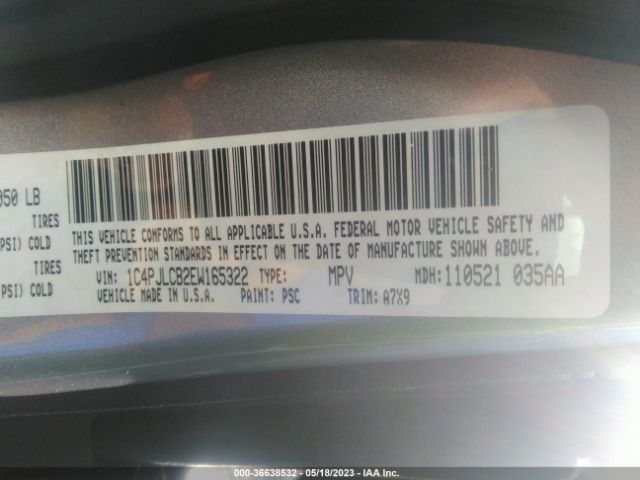 050 LB
TIRES
PSI) COLD
TIRES
PSI) COLD
THIS VEHICLE CONFORMS TO ALL APPLICABLE U.S.A. FEDERAL MOTOR VEHICLE SAFETY AND
THEFT PREVENTION STANDARDS IN EFFECT ON THE DATE OF MANUFACTURE SHOWN ABOVE.
VIN: 1C4PJLCB2EW165322 TYPE: MPV MDH: 110521 035AA
VEHICLE MADE IN U.S.A. PAINT: PSC TRIM: A7X9
000-36638532 - 05/18/2023 - IAA Inc.